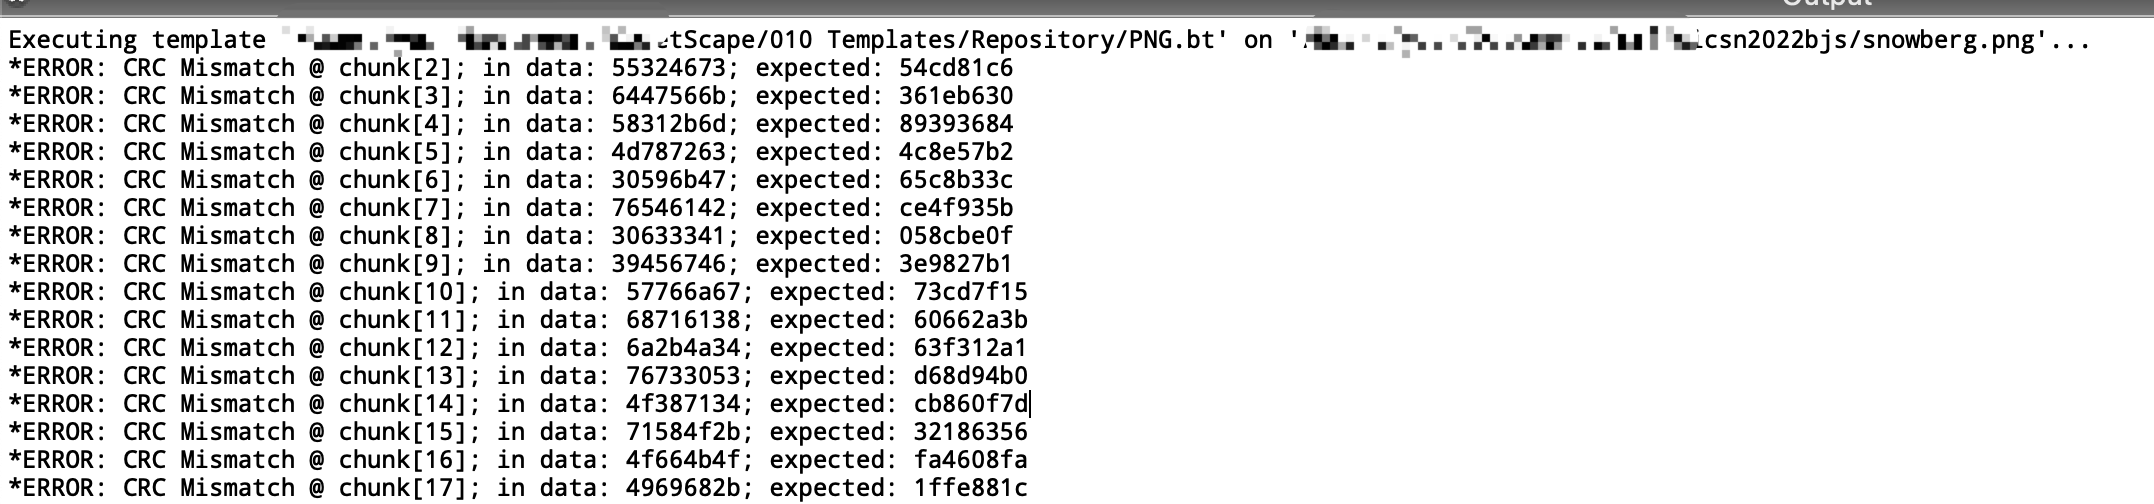 Output
Executing template tScape/010 Templates/Repository/PNG.bt' on ' icsn2022bjs/snowberg.png'...
*ERROR: CRC Mismatch @ chunk[2]; in data: 55324673; expected: 54cd81c6
*ERROR: CRC Mismatch @ chunk[3]; in data: 6447566b; expected: 361eb630
*ERROR: CRC Mismatch @ chunk[4]; in data: 58312b6d; expected: 89393684
*ERROR: CRC Mismatch @ chunk[5]; in data: 4d787263; expected: 4c8e57b2
*ERROR: CRC Mismatch @ chunk[6]; in data: 30596b47; expected: 65c8b33c
*ERROR: CRC Mismatch @ chunk[7]; in data: 76546142; expected: ce4f935b
*ERROR: CRC Mismatch @ chunk[8]; in data: 30633341; expected: 058cbe0f
*ERROR: CRC Mismatch @ chunk[9]; in data: 39456746; expected: 3e9827b1
*ERROR: CRC Mismatch @ chunk[10]; in data: 57766a67; expected: 73cd7f15
*ERROR: CRC Mismatch @ chunk[11]; in data: 68716138; expected: 60662a3b
*ERROR: CRC Mismatch @ chunk[12]; in data: 6a2b4a34; expected: 63f312a1
*ERROR: CRC Mismatch @ chunk[13]; in data: 76733053; expected: d68d94b0
*ERROR: CRC Mismatch @ chunk[14]; in data: 4f387134; expected: cb860f7d
*ERROR: CRC Mismatch @ chunk[15]; in data: 71584f2b; expected: 32186356
*ERROR: CRC Mismatch @ chunk[16]; in data: 4f664b4f; expected: fa4608fa
*ERROR: CRC Mismatch @ chunk[17]; in data: 4969682b; expected: 1ffe881c